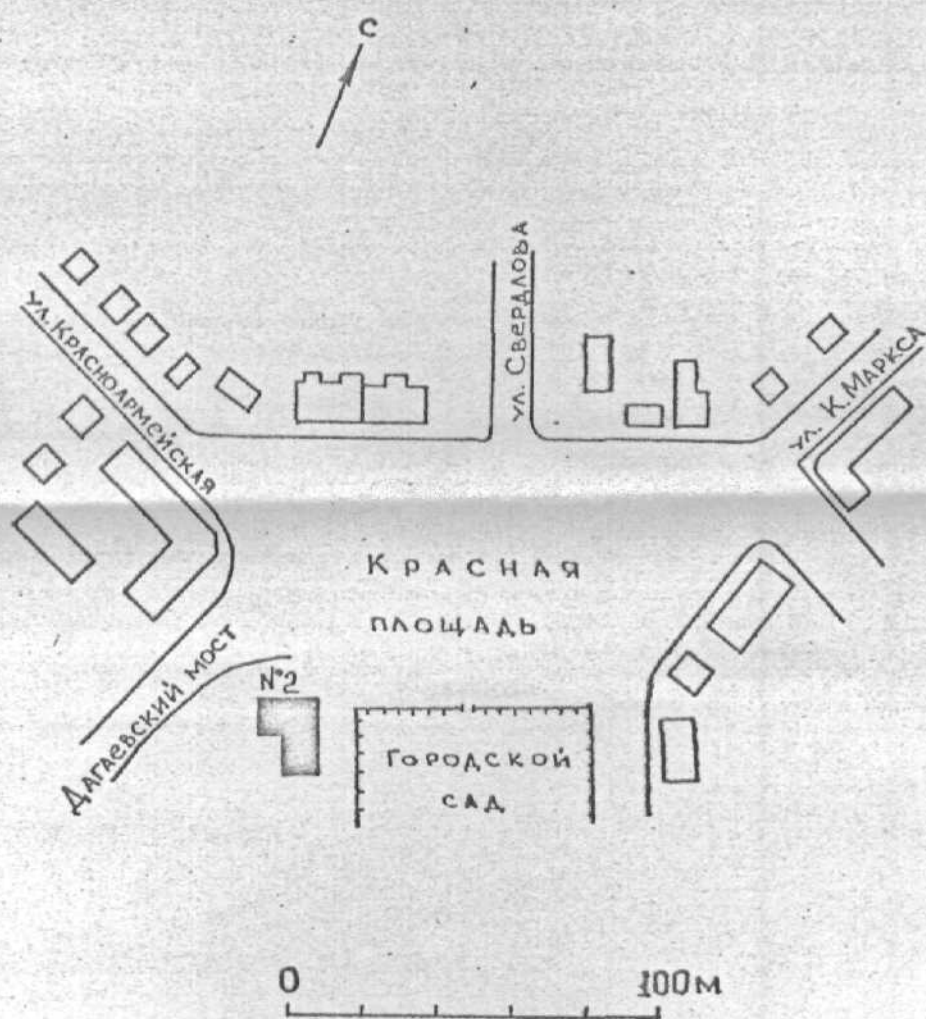 С
ул. Свердлова
ул. Красноармейская
ул. К. Маркса
Красная
площадь
Дагаевский мост
№2
Городской
сад
0 100м